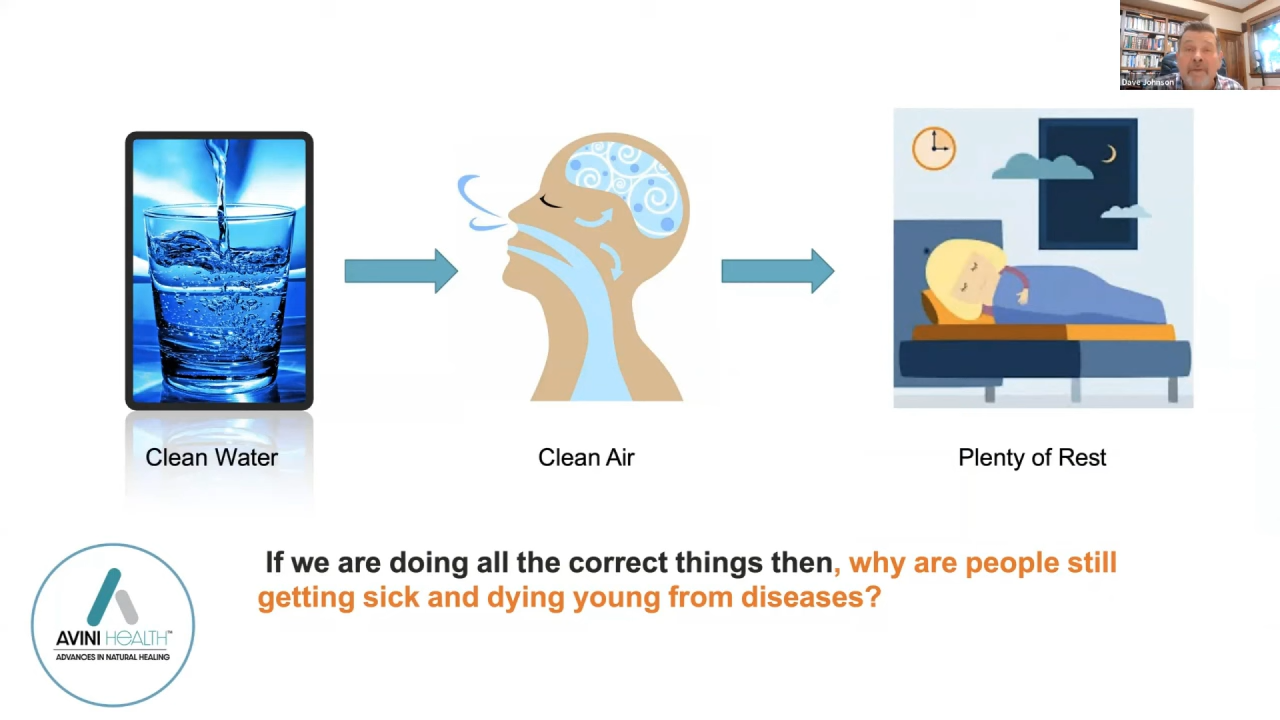 Dave Johnson
Clean Water
Clean Air
Plenty of Rest
If we are doing all the correct things then, why are people still
getting sick and dying young from diseases?
AVINI HEALTH™
ADVANCES IN NATURAL HEALING